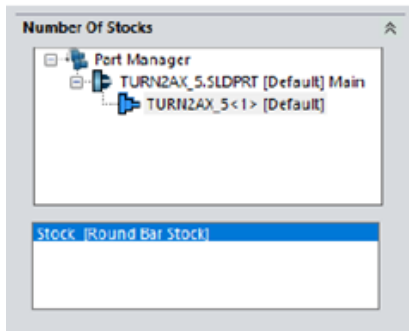 Number Of Stocks
Part Manager
TURN2AX_5.SLDPRT [Default] Main
TURN2AX_5<1> [Default]
Stock [Round Bar Stock]